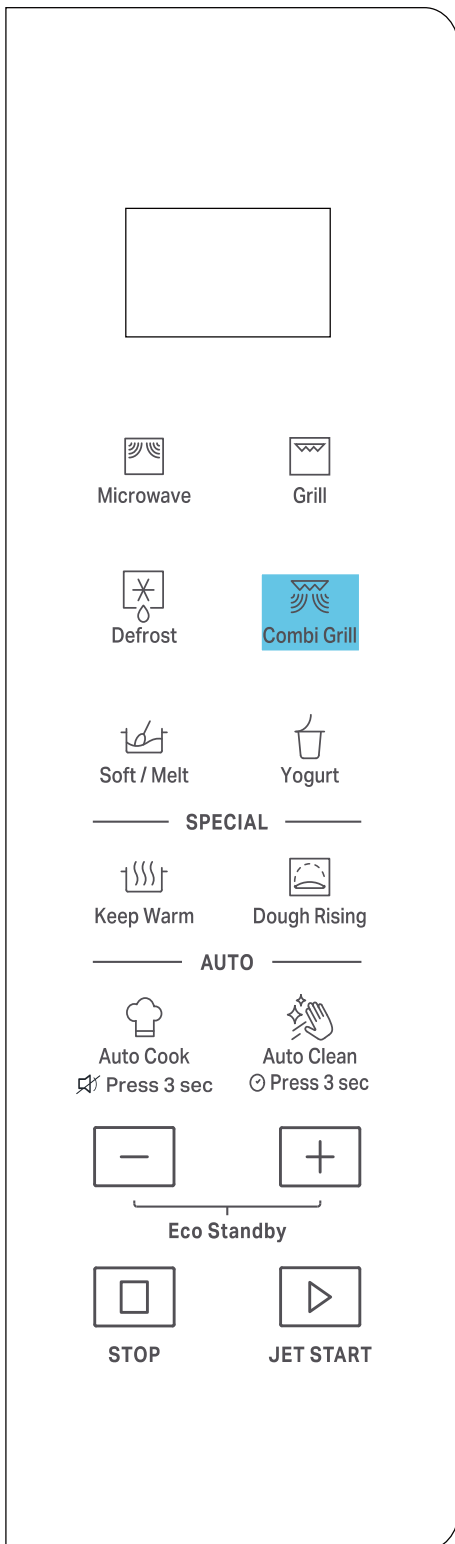 Microwave
Grill
Defrost
Combi Grill
Soft / Melt
Yogurt
SPECIAL
Keep Warm
Dough Rising
AUTO
Auto Cook
Auto Clean
Press 3 sec
Press 3 sec
Eco Standby
STOP
JET START